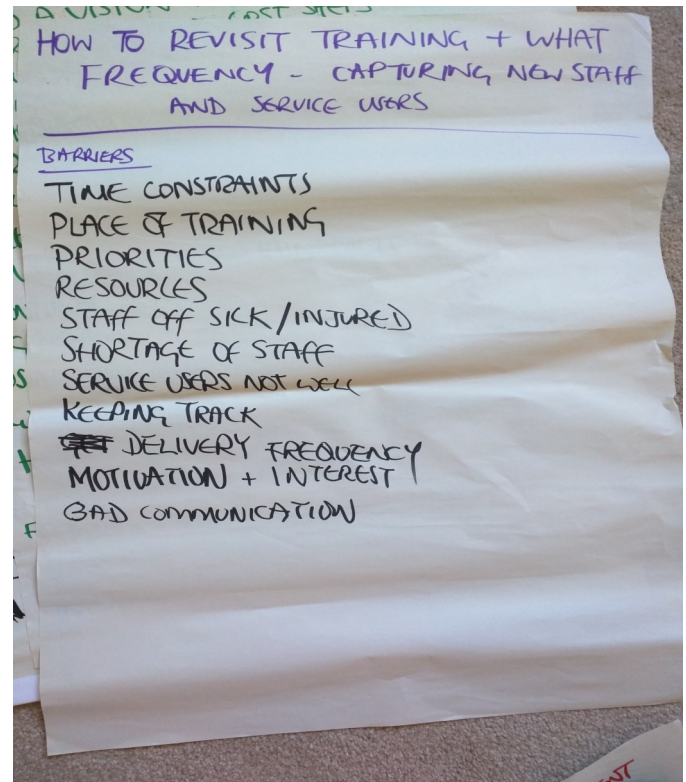 A VISION
HOW TO REVISIT TRAINING + WHAT
FREQUENCY - CAPTURING NEW STAFF
AND SERVICE USERS
BARRIERS
TIME CONSTRAINTS
PLACE OF TRAINING
PRIORITIES
RESOURCES
STAFF OFF SICK/INJURED
SHORTAGE OF STAFF
SERVICE USERS NOT WELL
KEEPING TRACK
DELIVERY FREQUENCY
MOTIVATION + INTEREST
BAD COMMUNICATION